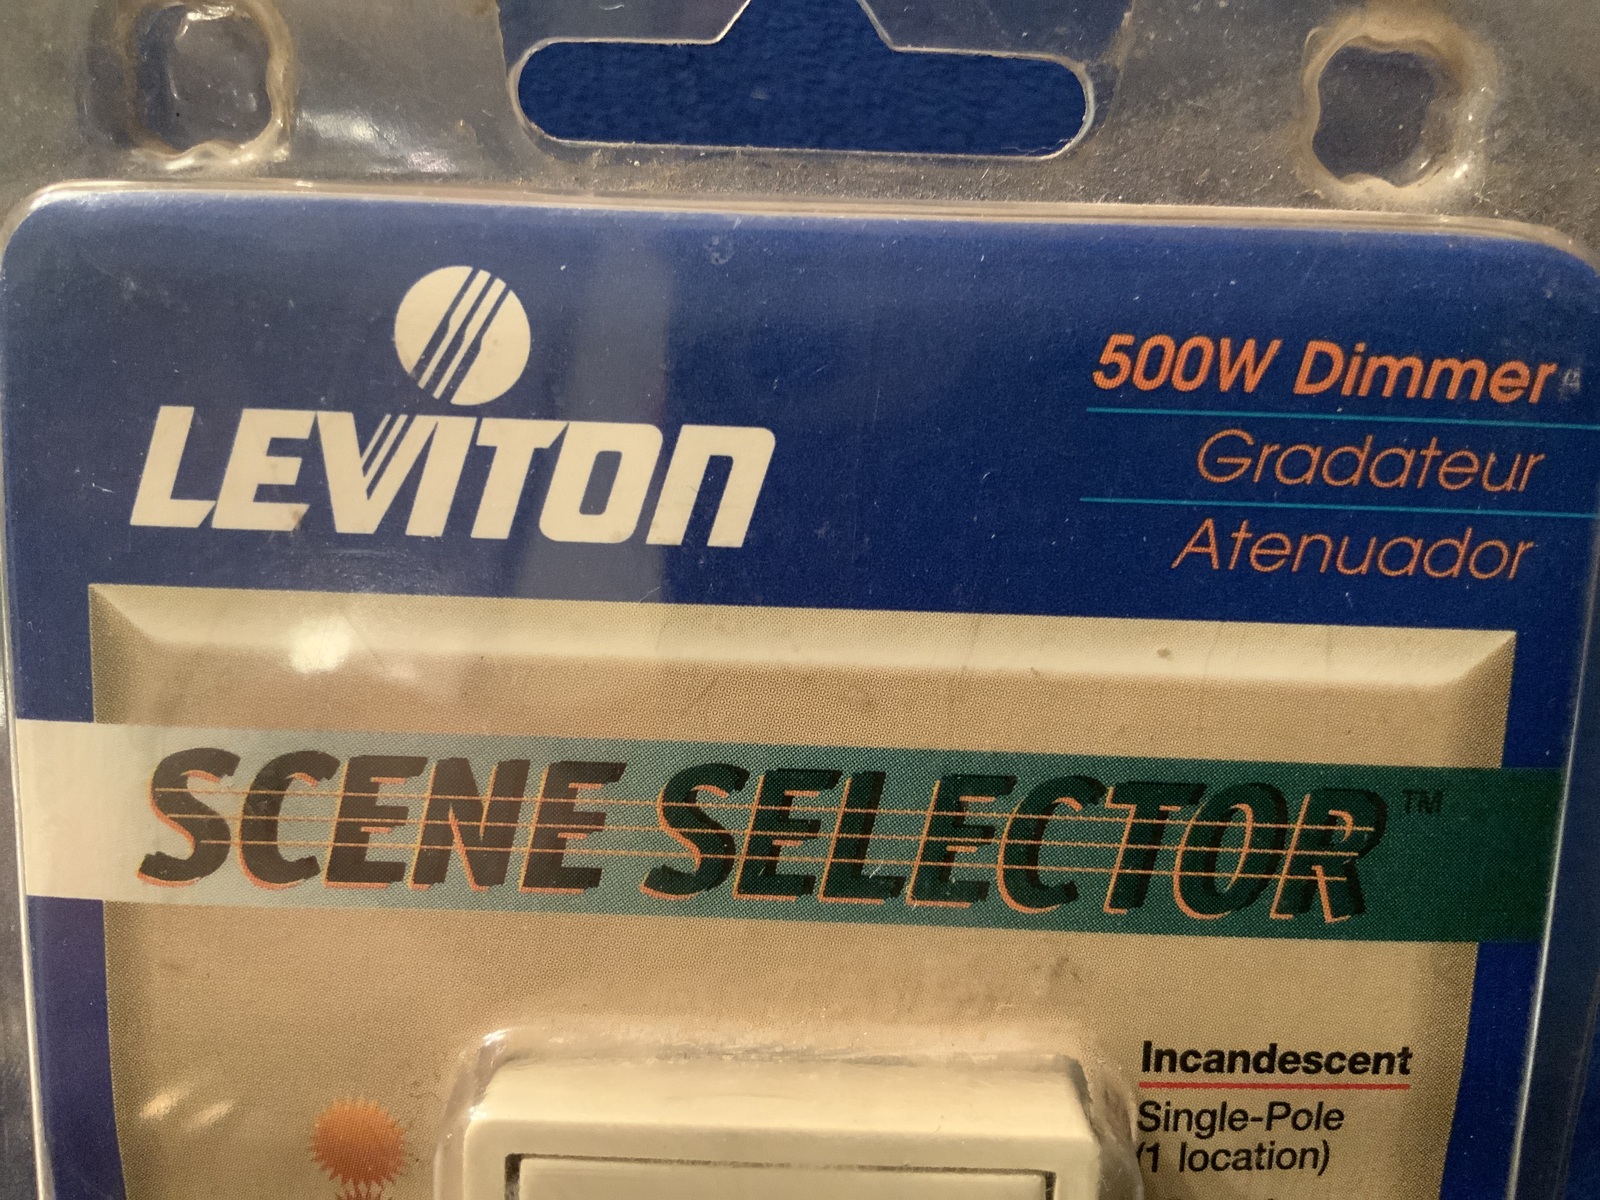 LEVITON
500W Dimmer
Gradateur
Atenuador
SCENE SELECTOR™
Incandescent
Single-Pole
(1 location)